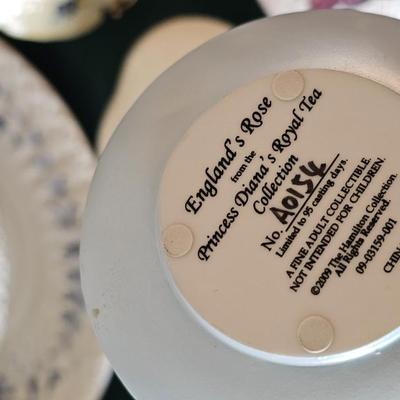 England's Rose
from the
Princess Diana's Royal Tea
Collection
No. A0154
Limited to 95 casting days.
A FINE ADULT COLLECTIBLE.
NOT INTENDED FOR CHILDREN.
©2009 The Hamilton Collection.
All Rights Reserved.
09-03159-001